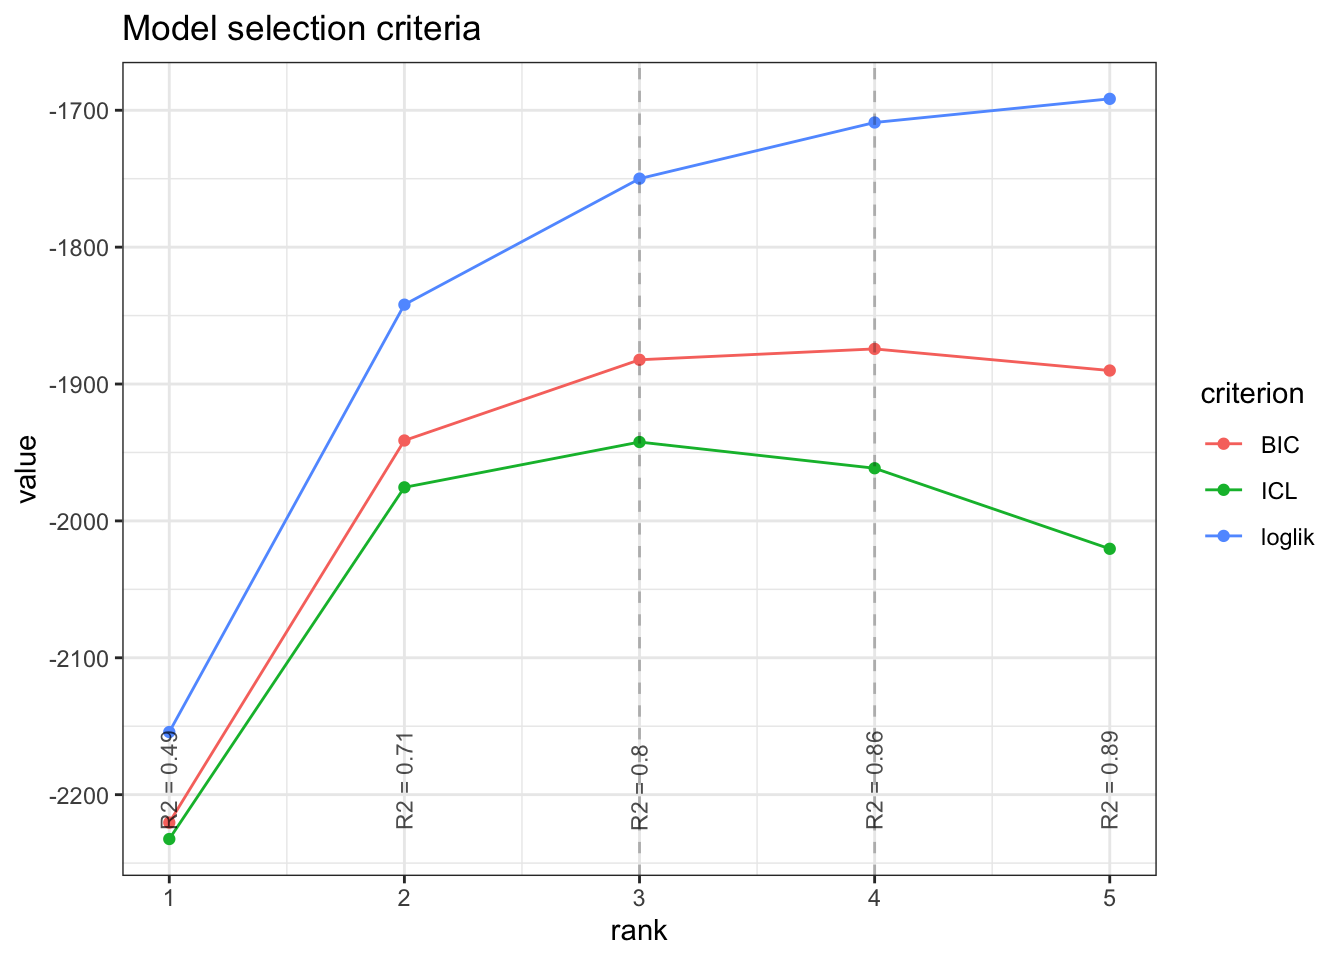 Model selection criteria
value
-1700
-1800
-1900
-2000
-2100
-2200
R2 = 0.49
R2 = 0.71
R2 = 0.8
R2 = 0.86
R2 = 0.89
1 2 3 4 5
rank
criterion
BIC
ICL
loglik